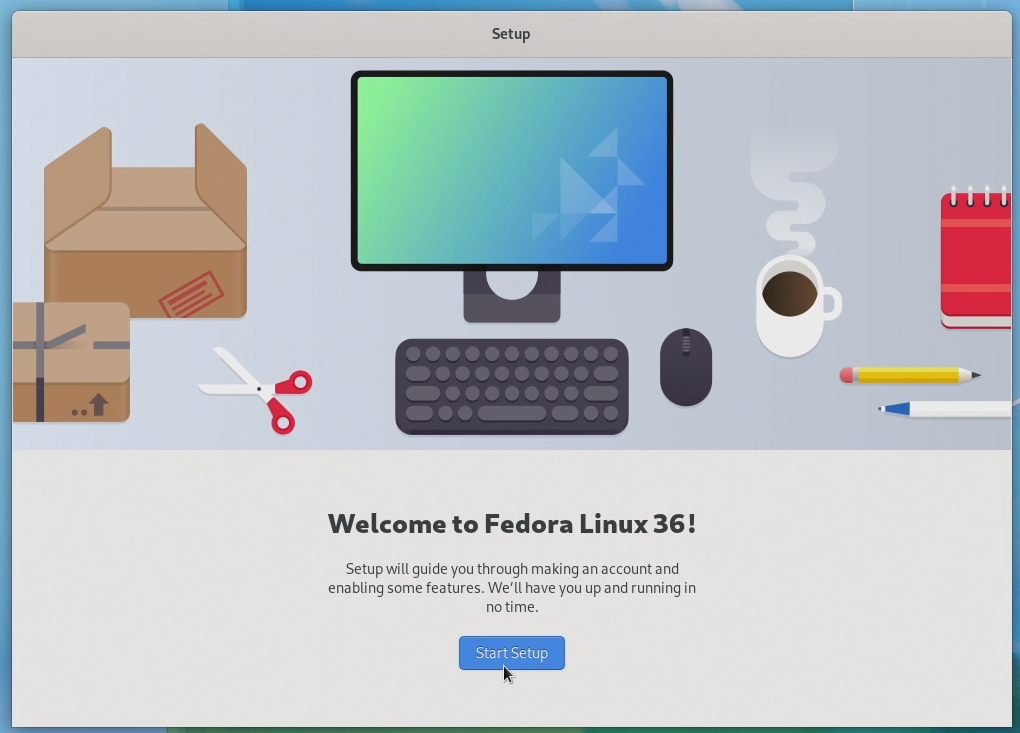 Setup
Welcome to Fedora Linux 36!
Setup will guide you through making an account and
enabling some features. We’ll have you up and running in
no time.
Start Setup